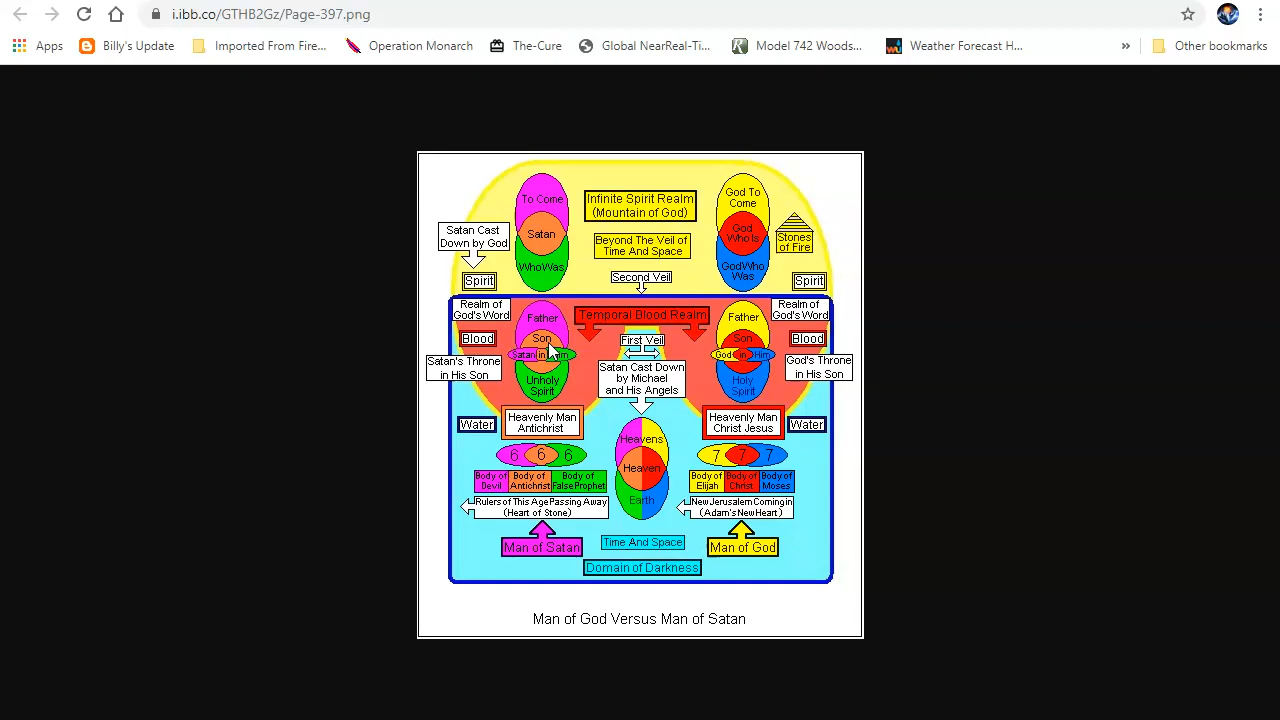 i.ibb.co/GTHB2Gz/Page-397.png
Apps
Billy's Update
Imported From Fire...
Operation Monarch
The-Cure
Global NearReal-Ti...
Model 742 Woods...
Weather Forecast H...
»
Other bookmarks
To Come
Satan
WhoWas
Infinite Spirit Realm
(Mountain of God)
God To
Come
God
Who Is
GodWho
Was
Satan Cast
Down by God
Beyond The Veil of
Time And Space
Stones
of Fire
Spirit
Second Veil
Spirit
Realm of
God's Word
Father
Temporal Blood Realm
Father
Realm of
God's Word
Blood
Son
First Veil
Son
Blood
Satan in Him
God in Him
Satan's Throne
in His Son
Unholy
Spirit
Satan Cast Down
by Michael
and His Angels
Holy
Spirit
God's Throne
in His Son
Water
Heavenly Man
Antichrist
Heavenly Man
Christ Jesus
Water
6 6 6
Heavens
Heaven
Earth
7 7 7
Body of
Devil
Body of
Antichrist
Body of
FalseProphet
Body of
Elijah
Body of
Christ
Body of
Moses
Rulers of This Age Passing Away
(Heart of Stone)
New Jerusalem Coming in
(Adam's New Heart)
Man of Satan
Time And Space
Man of God
Domain of Darkness
Man of God Versus Man of Satan